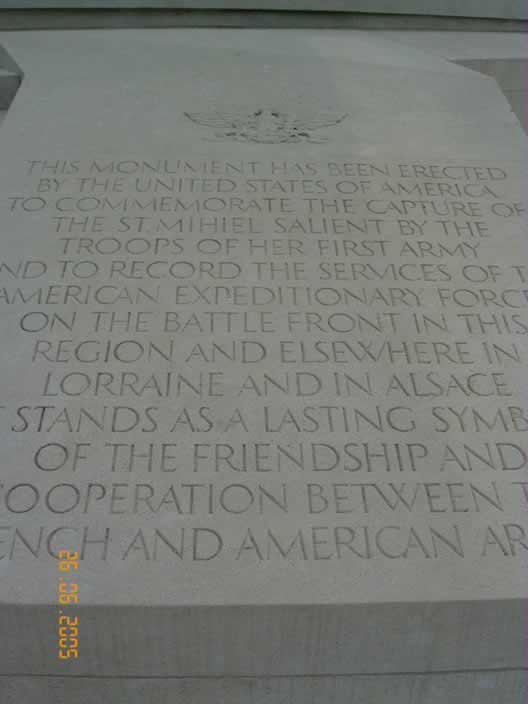 THIS MONUMENT HAS BEEN ERECTED
BY THE UNITED STATES OF AMERICA
TO COMMEMORATE THE CAPTURE OF
THE ST. MIHIEL SALIENT BY THE
TROOPS OF HER FIRST ARMY
ND TO RECORD THE SERVICES OF T
AMERICAN EXPEDITIONARY FORCE
ON THE BATTLE FRONT IN THIS
REGION AND ELSEWHERE IN
LORRAINE AND IN ALSACE
T STANDS AS A LASTING SYMB
OF THE FRIENDSHIP AND
COOPERATION BETWEEN T
ENCH AND AMERICAN AR
26.06.2005